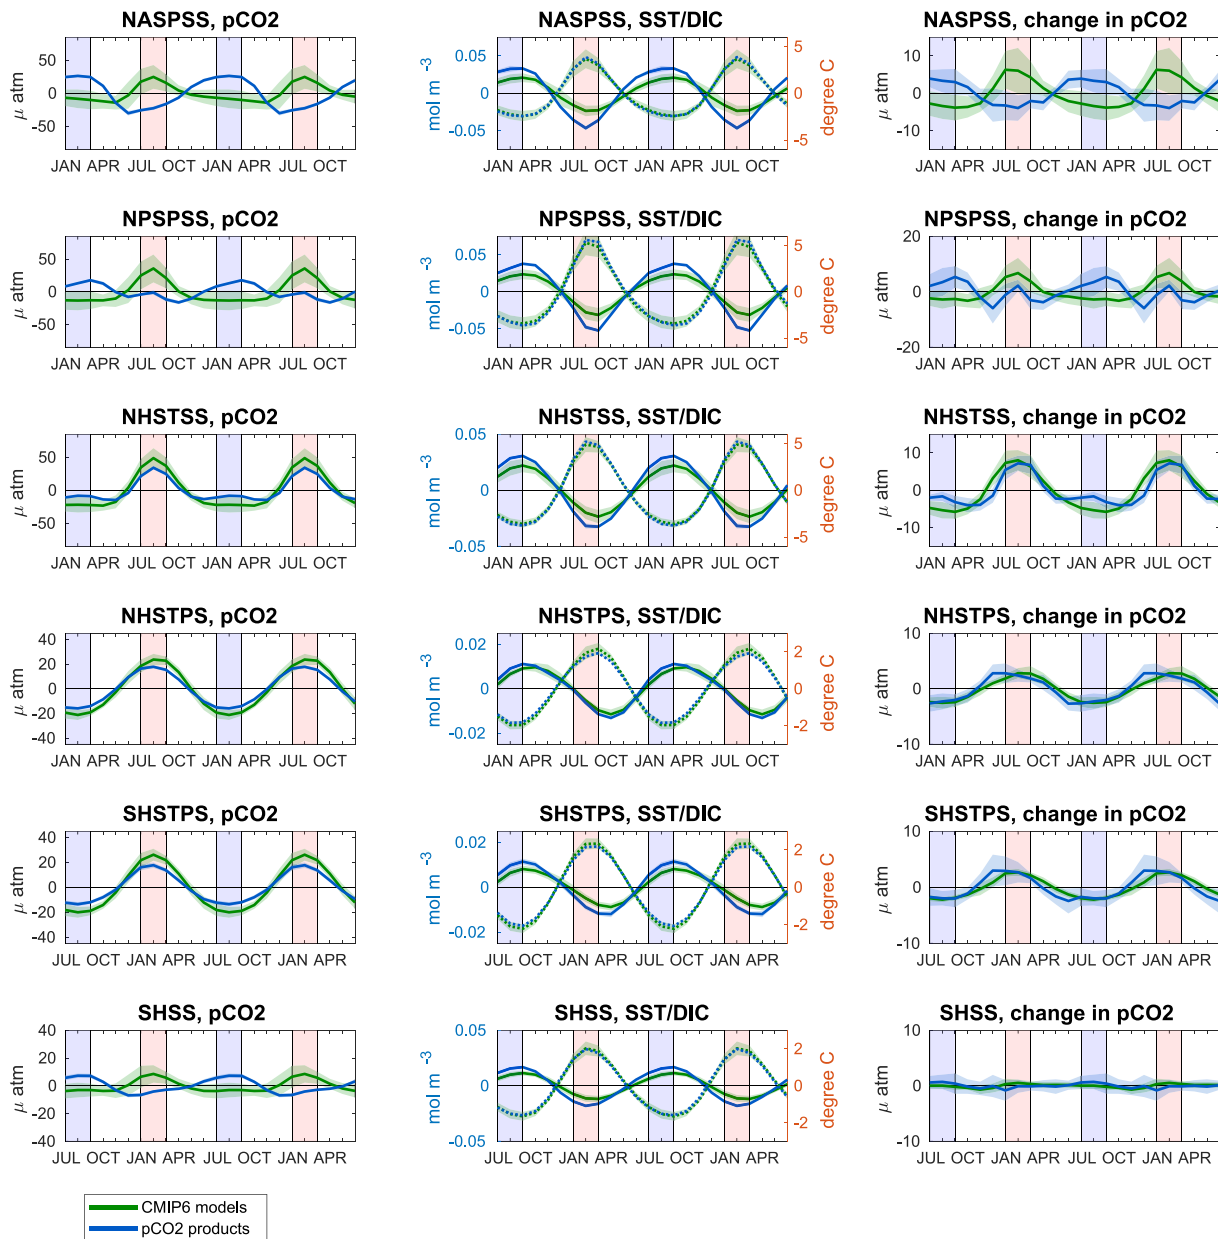 NASPSS, pCO2
NASPSS, SST/DIC
NASPSS, change in pCO2
μ atm
50
0
-50
JAN APR JUL OCT JAN APR JUL OCT
mol m -3
0.05
0
-0.05
5
0
-5
degree C
JAN APR JUL OCT JAN APR JUL OCT
μ atm
10
0
-10
JAN APR JUL OCT JAN APR JUL OCT
NPSPSS, pCO2
NPSPSS, SST/DIC
NPSPSS, change in pCO2
μ atm
50
0
-50
JAN APR JUL OCT JAN APR JUL OCT
mol m -3
0.05
0
-0.05
5
0
-5
degree C
JAN APR JUL OCT JAN APR JUL OCT
μ atm
20
0
-20
JAN APR JUL OCT JAN APR JUL OCT
NHSTSS, pCO2
NHSTSS, SST/DIC
NHSTSS, change in pCO2
μ atm
50
0
-50
JAN APR JUL OCT JAN APR JUL OCT
mol m -3
0.05
0
-0.05
5
0
-5
degree C
JAN APR JUL OCT JAN APR JUL OCT
μ atm
10
0
-10
JAN APR JUL OCT JAN APR JUL OCT
NHSTPS, pCO2
NHSTPS, SST/DIC
NHSTPS, change in pCO2
μ atm
40
20
0
-20
-40
JAN APR JUL OCT JAN APR JUL OCT
mol m -3
0.02
0
-0.02
2
0
-2
degree C
JAN APR JUL OCT JAN APR JUL OCT
μ atm
10
0
-10
JAN APR JUL OCT JAN APR JUL OCT
SHSTPS, pCO2
SHSTPS, SST/DIC
SHSTPS, change in pCO2
μ atm
40
20
0
-20
-40
JUL OCT JAN APR JUL OCT JAN APR
mol m -3
0.02
0
-0.02
2
0
-2
degree C
JUL OCT JAN APR JUL OCT JAN APR
μ atm
10
0
-10
JUL OCT JAN APR JUL OCT JAN APR
SHSS, pCO2
SHSS, SST/DIC
SHSS, change in pCO2
μ atm
40
20
0
-20
40
JUL OCT JAN APR JUL OCT JAN APR
mol m -3
0.05
0
-0.05
2
0
-2
degree C
JUL OCT JAN APR JUL OCT JAN APR
μ atm
10
0
-10
JUL OCT JAN APR JUL OCT JAN APR
CMIP6 models
pCO2 products